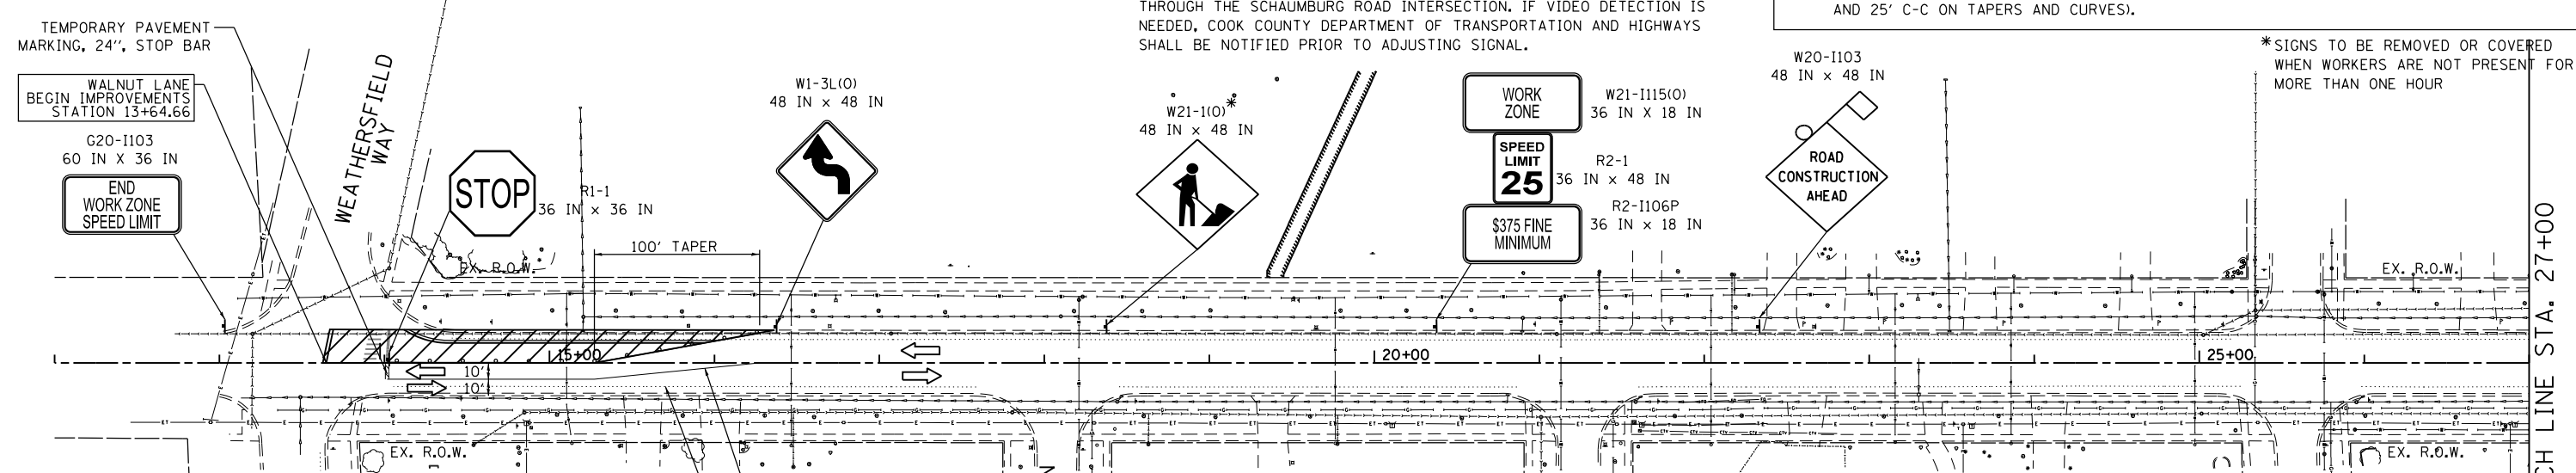 THROUGH THE SCHAUMBURG ROAD INTERSECTION. IF VIDEO DETECTION IS
NEEDED, COOK COUNTY DEPARTMENT OF TRANSPORTATION AND HIGHWAYS
SHALL BE NOTIFIED PRIOR TO ADJUSTING SIGNAL.
AND 25' C-C ON TAPERS AND CURVES).
*SIGNS TO BE REMOVED OR COVERED
WHEN WORKERS ARE NOT PRESENT FOR
MORE THAN ONE HOUR
TEMPORARY PAVEMENT
MARKING, 24", STOP BAR
WALNUT LANE
BEGIN IMPROVEMENTS
STATION 13+64.66
G20-I103
60 IN X 36 IN
END
WORK ZONE
SPEED LIMIT
WEATHERSFIELD
WAY
STOP
R1-1
36 IN x 36 IN
W1-3L(O)
48 IN x 48 IN
100' TAPER
W21-1(O)*
48 IN x 48 IN
WORK
ZONE
W21-I115(O)
36 IN X 18 IN
SPEED
LIMIT
25
R2-1
36 IN x 48 IN
$375 FINE
MINIMUM
R2-I106P
36 IN x 18 IN
W20-I103
48 IN x 48 IN
ROAD
CONSTRUCTION
AHEAD
EX. R.O.W.
EX. R.O.W.
15+00
20+00
25+00
10'
10'
EX. R.O.W.
EX. R.O.W.
CH LINE STA. 27+00